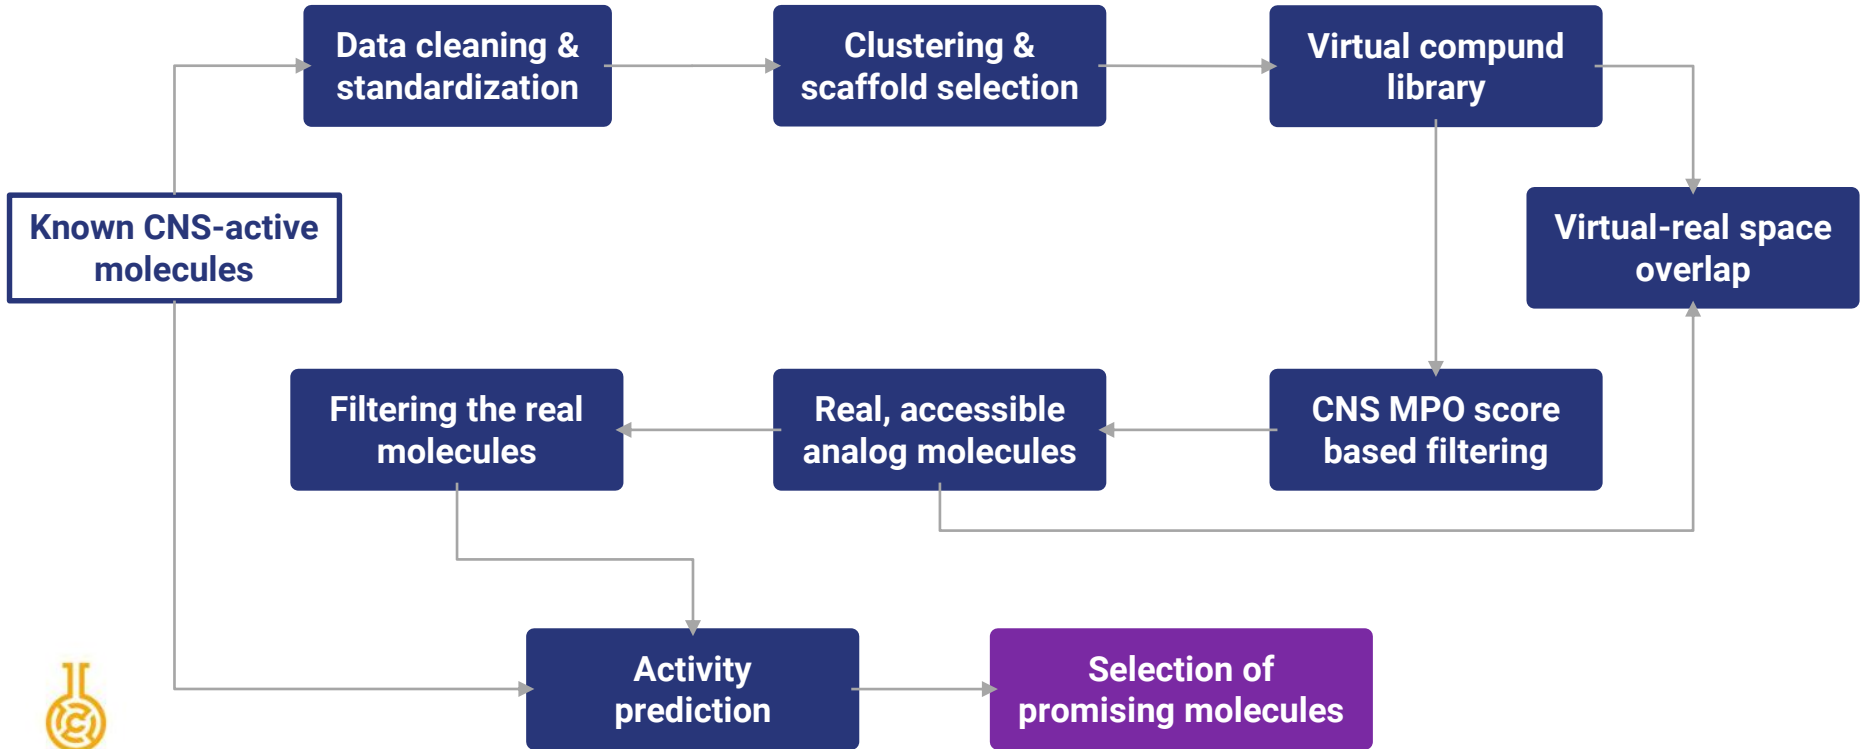 Data cleaning &
standardization
Clustering &
scaffold selection
Virtual compund
library
Known CNS-active
molecules
Virtual-real space
overlap
Filtering the real
molecules
Real, accessible
analog molecules
CNS MPO score
based filtering
Activity
prediction
Selection of
promising molecules